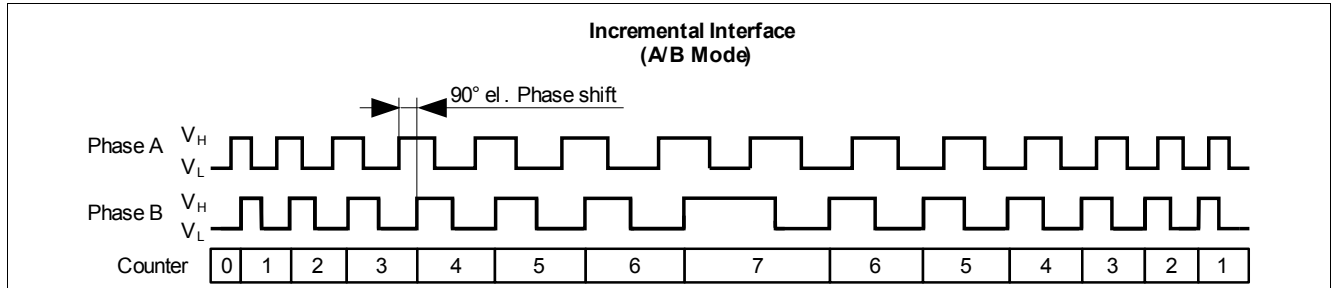 Incremental Interface
(A/B Mode)
90° el. Phase shift
Phase A V_H
V_L
Phase B V_H
V_L
Counter 0 1 2 3 4 5 6 7 6 5 4 3 2 1